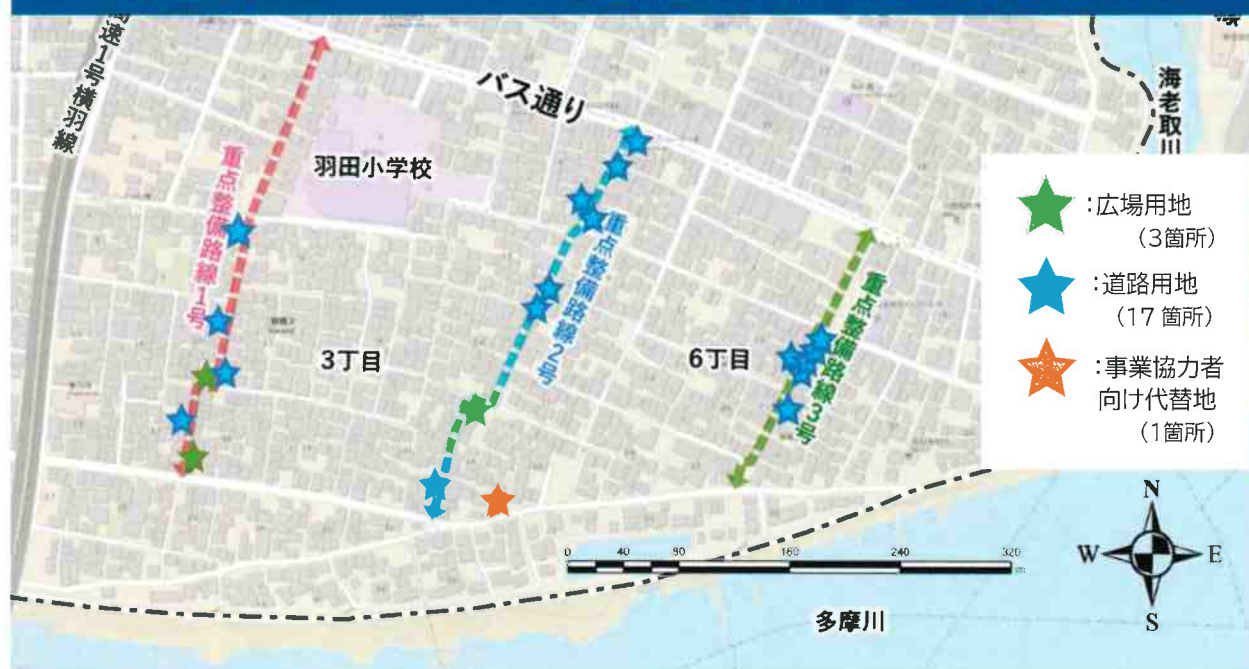 速1号横羽線
バス通り
海老取川
羽田小学校
重点整備路線1号
重点整備路線2号
重点整備路線3号
3丁目
6丁目
:広場用地
(3箇所)
:道路用地
(17箇所)
:事業協力者
向け代替地
(1箇所)
0 40 80 160 240 320
N
W E
S
多摩川